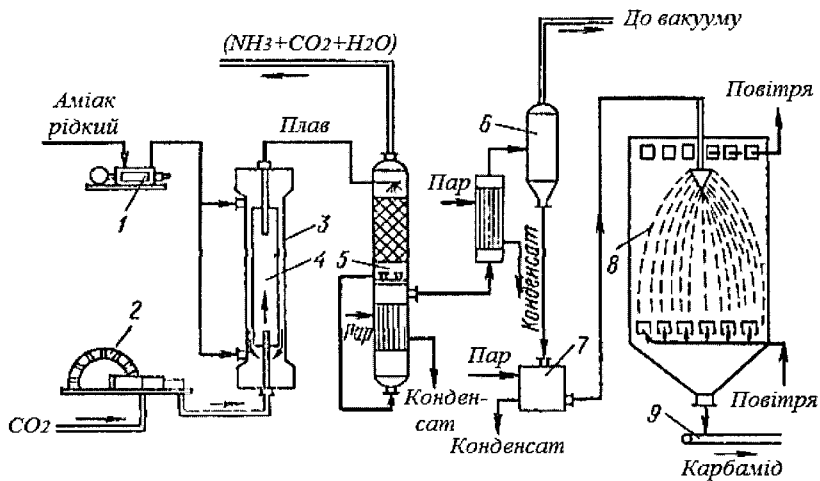 (NH3+CO2+H2O)
До вакууму
Аміак
рідкий
Плав
6
Повітря
Пар
1
3
4
5
8
Конденсат
2
Пар
7
Пар
Конден-
сат
Повітря
CO2
Конденсат
9
Карбамід